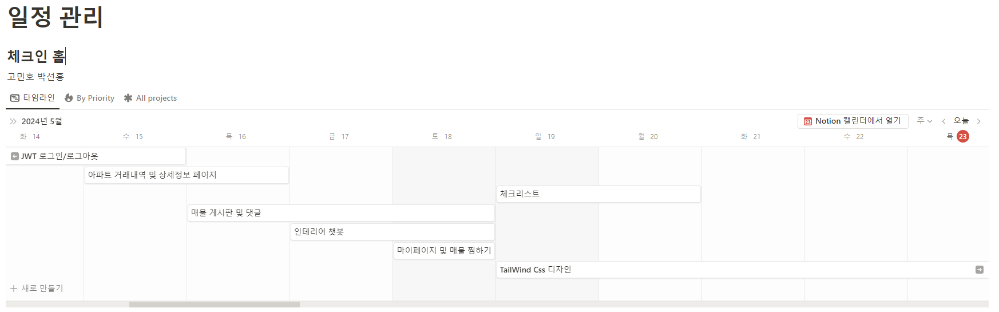 일정 관리
체크인 홈
고민호 박선홍
타임라인 By Priority All projects
2024년 5월 23 Notion 캘린더에서 열기 주 오늘
화 14 수 15 목 16 금 17 토 18 일 19 월 20 화 21 수 22 목 23
JWT 로그인/로그아웃
아파트 거래내역 및 상세정보 페이지
체크리스트
매물 게시판 및 댓글
인테리어 챗봇
마이페이지 및 매물 찜하기
TailWind Css 디자인
새로 만들기